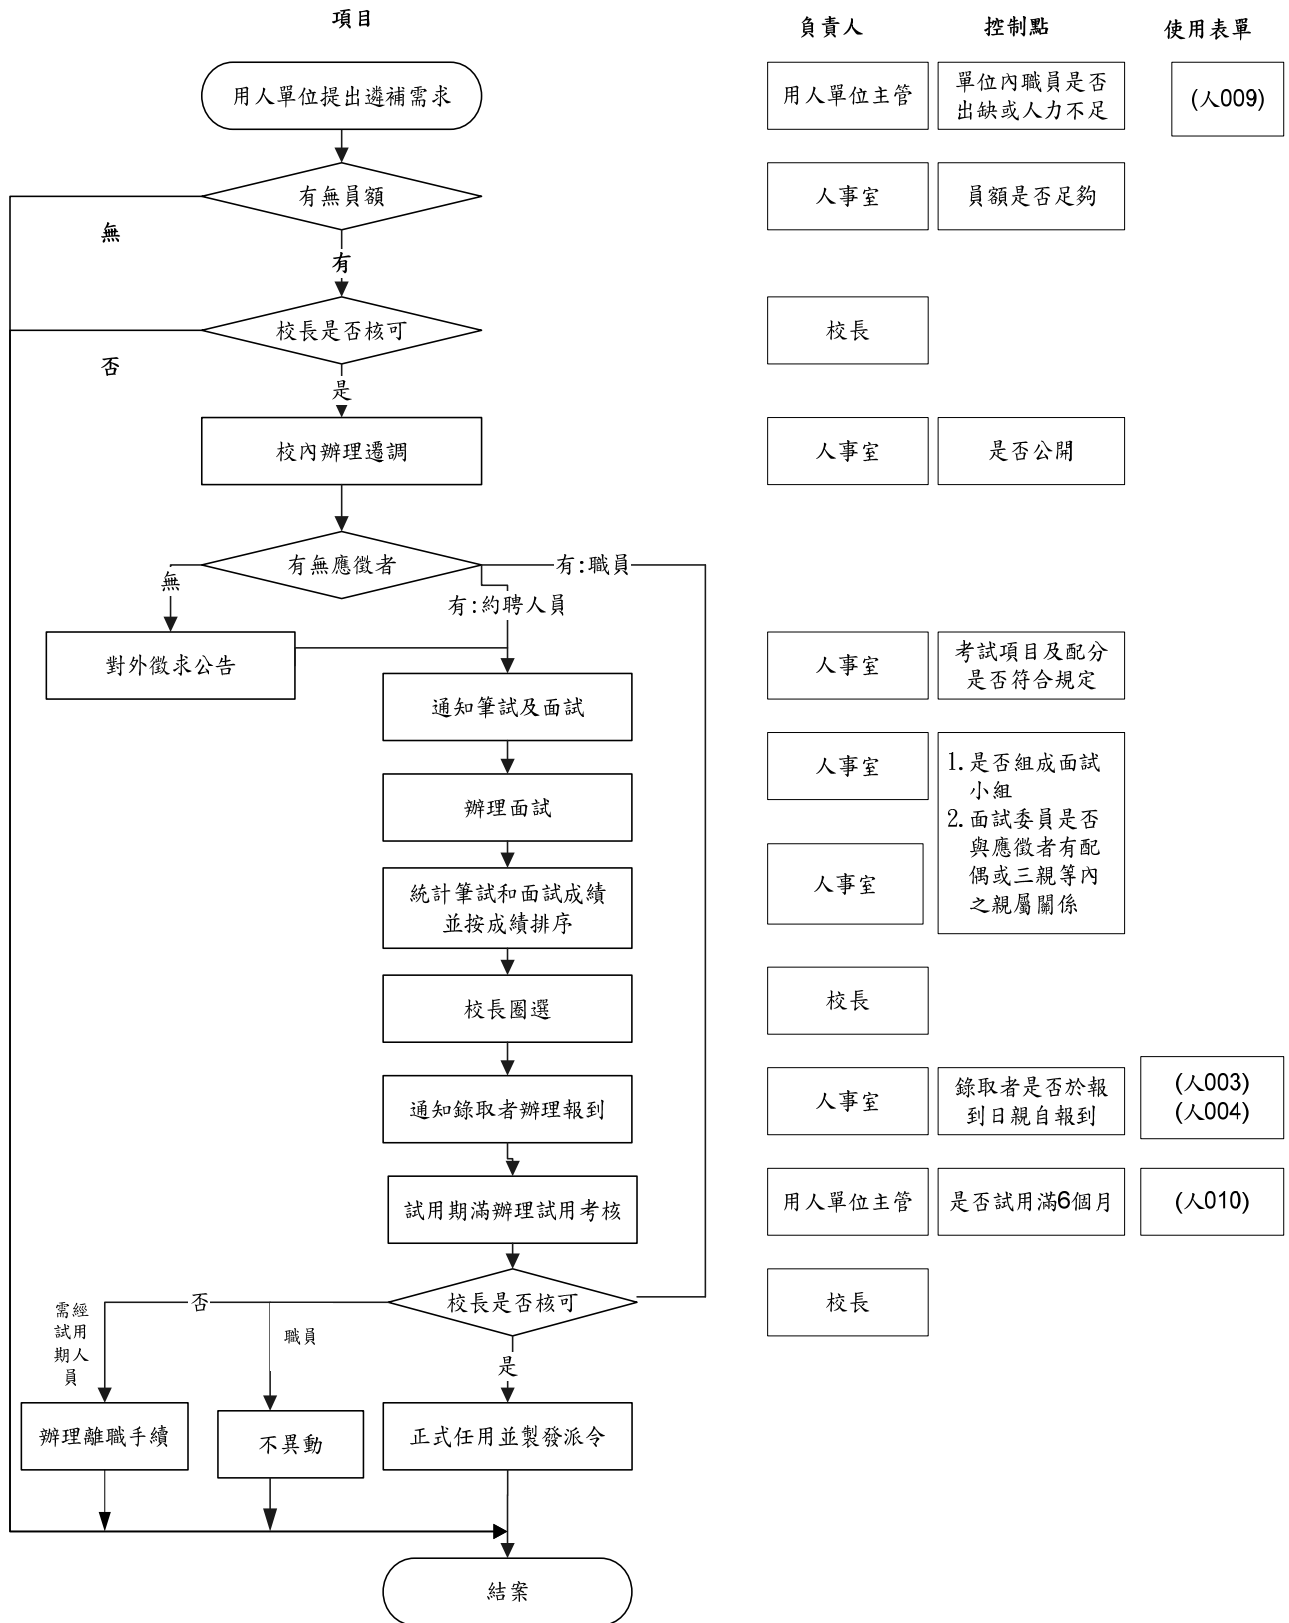 項目
負責人
控制點
使用表單
用人單位提出遴補需求
用人單位主管
單位內職員是否
出缺或人力不足
(人009)
有無員額
人事室
員額是否足夠
無
有
校長是否核可
校長
否
是
校內辦理遷調
人事室
是否公開
有無應徵者
有:職員
無
有:約聘人員
對外徵求公告
人事室
考試項目及配分
是否符合規定
通知筆試及面試
人事室
1.是否組成面試
小組
2.面試委員是否
與應徵者有配
偶或三親等內
之親屬關係
辦理面試
人事室
統計筆試和面試成績
並按成績排序
校長圈選
校長
通知錄取者辦理報到
人事室
錄取者是否於報
到日親自報到
(人003)
(人004)
試用期滿辦理試用考核
用人單位主管
是否試用滿6個月
(人010)
校長是否核可
校長
否
需經
試用
期人
員
職員
是
辦理離職手續
不異動
正式任用並製發派令
結案